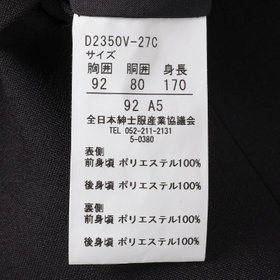 D2350V-27C
サイズ
胸囲 胴囲 身長
92 80 170
92 A5
全日本紳士服産業協議会
TEL 052-211-2131
5-0380
表側
前身頃 ポリエステル100%
後身頃 ポリエステル100%
裏側
前身頃 ポリエステル100%
後身頃 ポリエステル100%